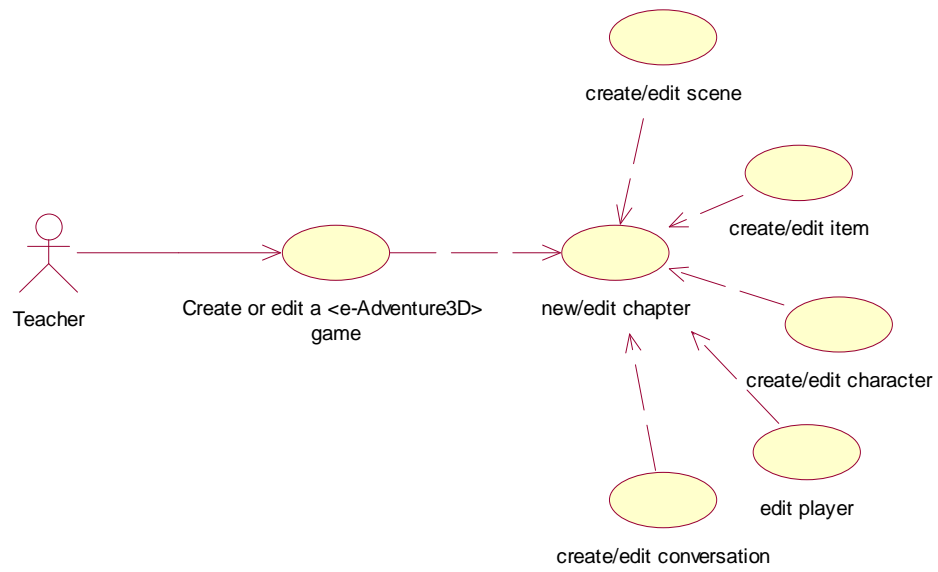 create/edit scene
create/edit item
Teacher
Create or edit a <e-Adventure3D>
game
new/edit chapter
create/edit character
edit player
create/edit conversation